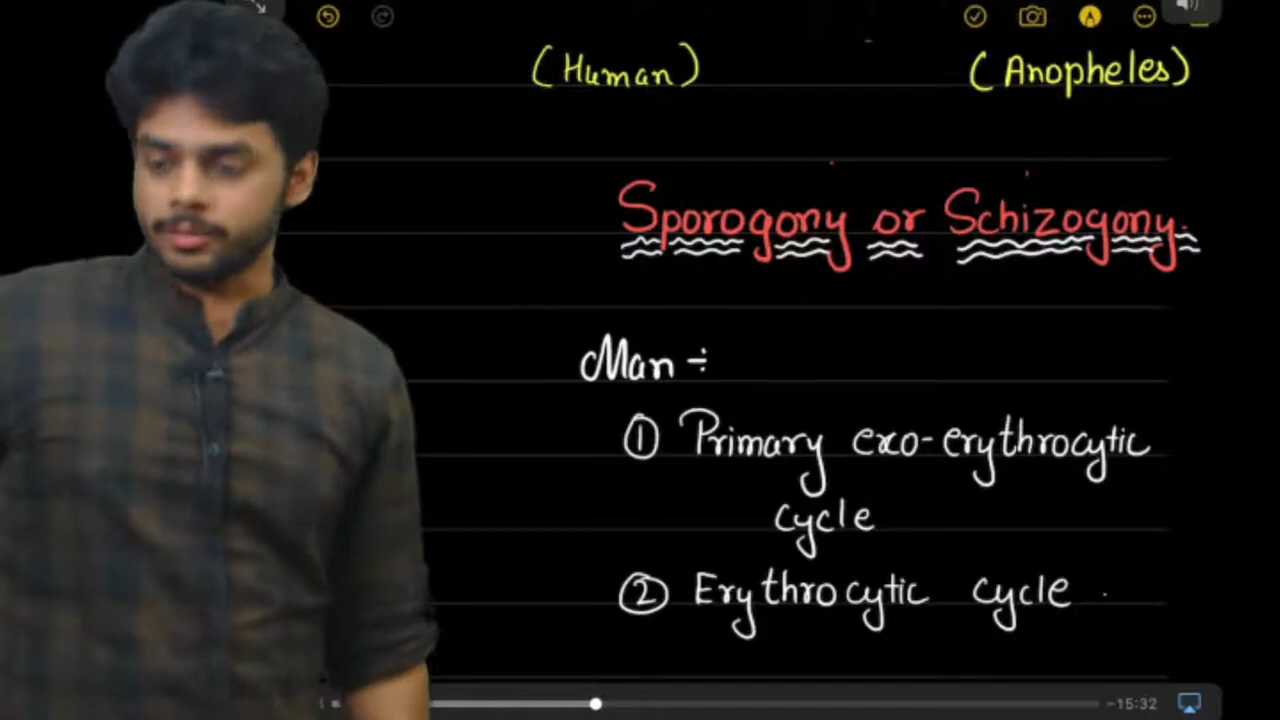 (Human) (Anopheles)
Sporogony or Schizogony.
Man ÷
① Primary exo-erythrocytic
cycle
② Erythrocytic cycle
-15:32